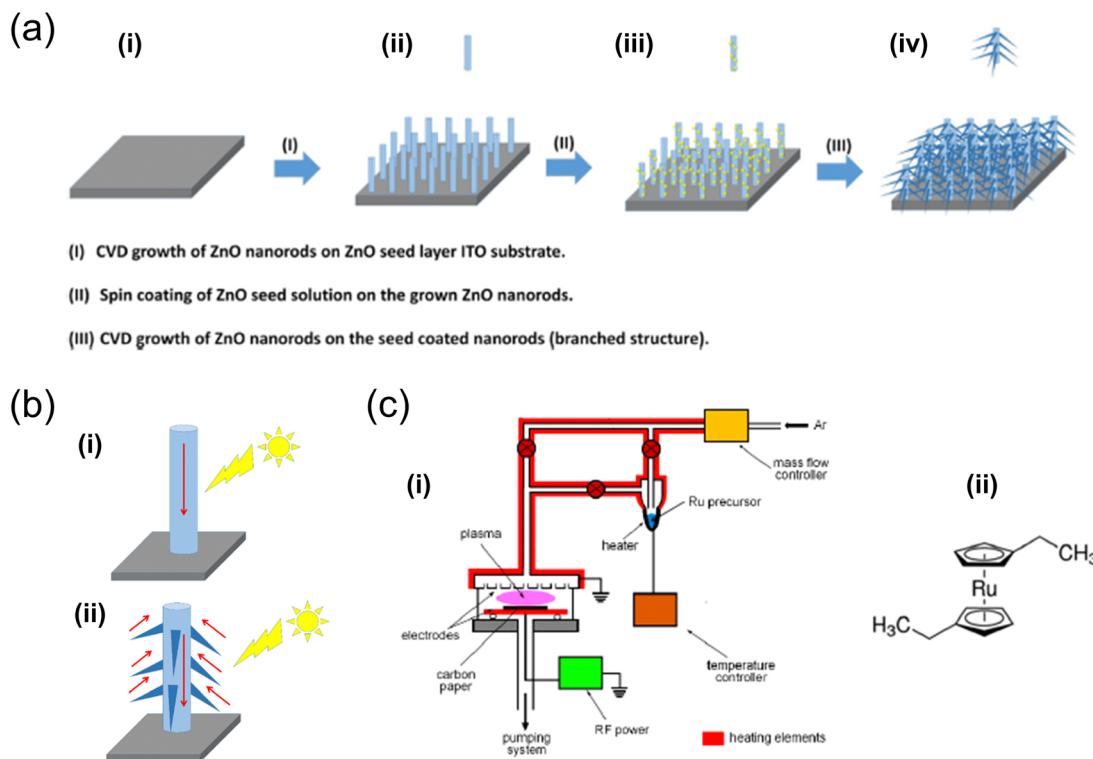 (a)
(i)
(ii)
(iii)
(iv)
(I)
(II)
(III)
(I) CVD growth of ZnO nanorods on ZnO seed layer ITO substrate.
(II) Spin coating of ZnO seed solution on the grown ZnO nanorods.
(III) CVD growth of ZnO nanorods on the seed coated nanorods (branched structure).
(b)
(i)
(ii)
(c)
(i)
Ar
mass flow
controller
Ru precursor
heater
plasma
electrodes
carbon
paper
temperature
controller
RF power
pumping
system
heating elements
(ii)
CH3
Ru
H3C